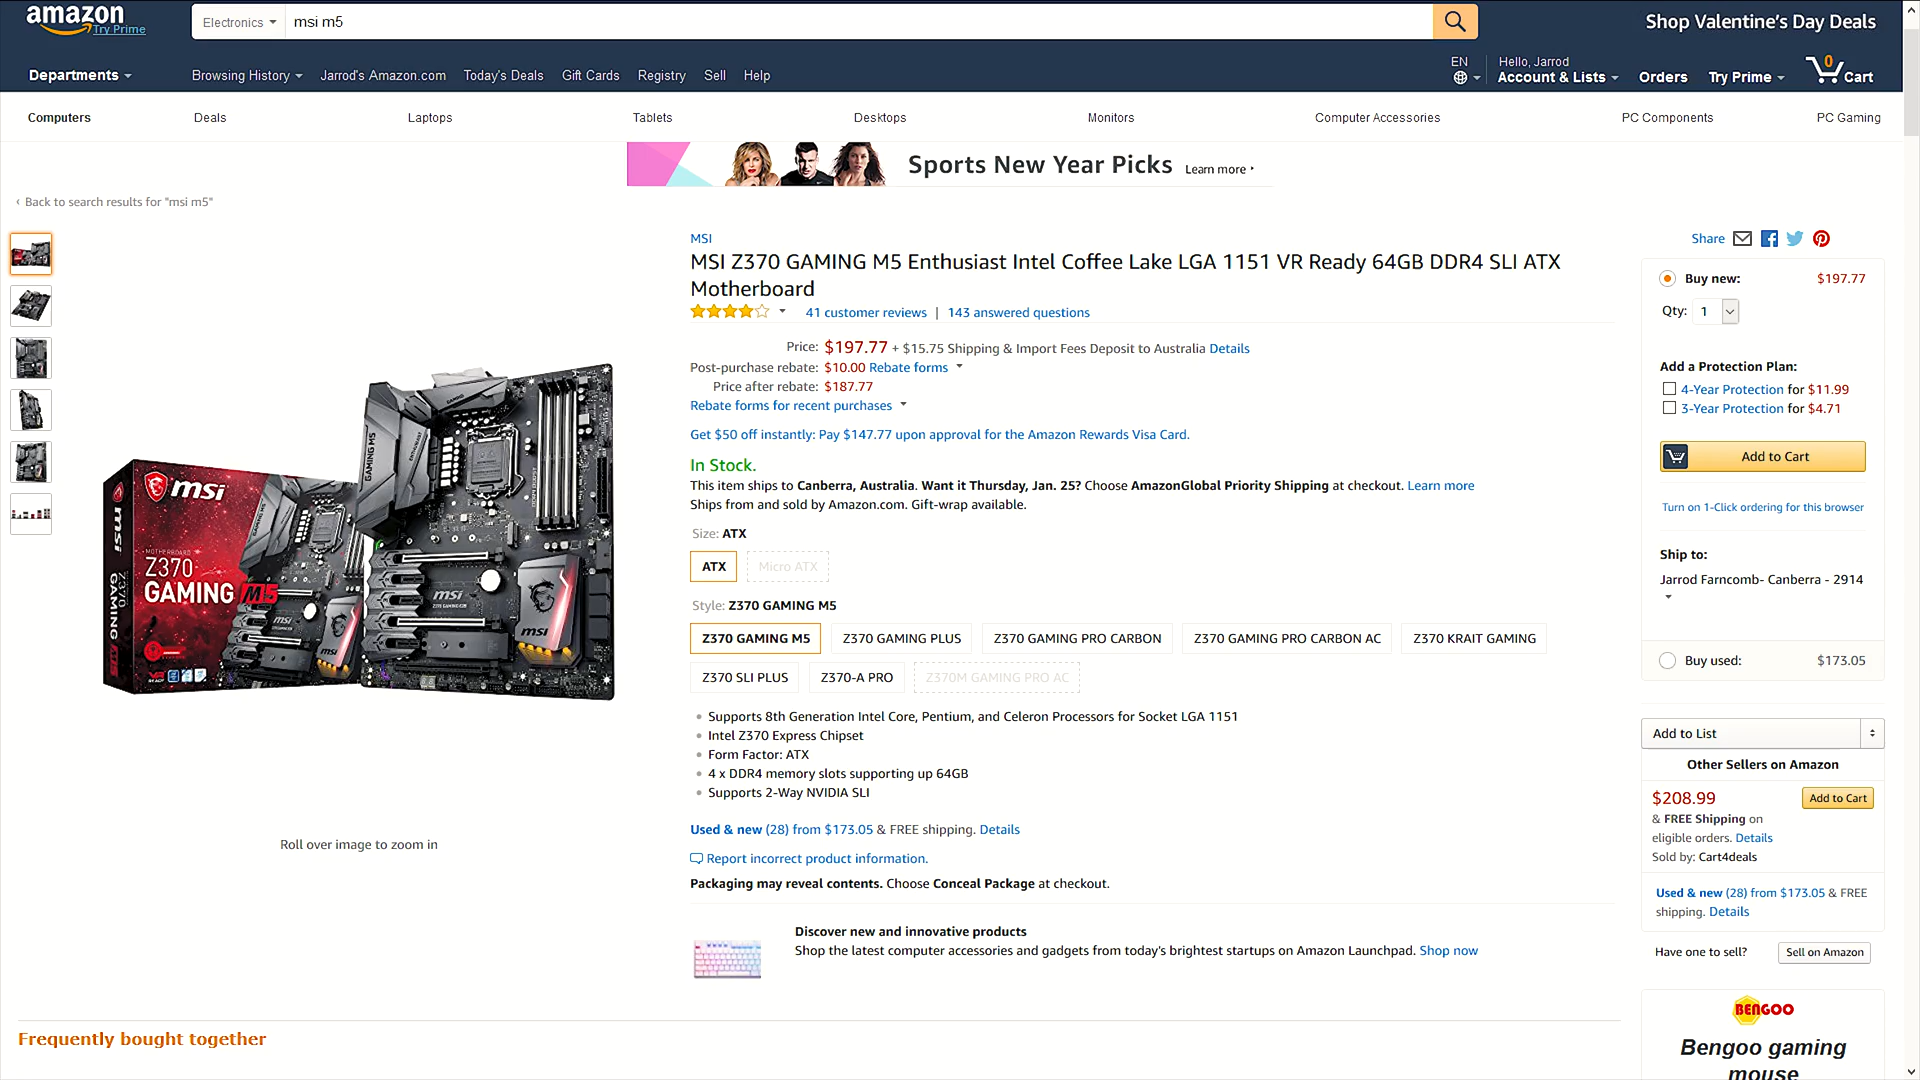 amazon
Try Prime
Electronics
msi m5
Shop Valentine's Day Deals
Departments
Browsing History
Jarrod's Amazon.com
Today's Deals
Gift Cards
Registry
Sell
Help
EN
Hello, Jarrod
Account & Lists
Orders
Try Prime
0
Cart
Computers
Deals
Laptops
Tablets
Desktops
Monitors
Computer Accessories
PC Components
PC Gaming
Sports New Year Picks
Learn more
‹ Back to search results for "msi m5"
MSI
MSI Z370 GAMING M5 Enthusiast Intel Coffee Lake LGA 1151 VR Ready 64GB DDR4 SLI ATX
Motherboard
41 customer reviews | 143 answered questions
Price: $197.77 + $15.75 Shipping & Import Fees Deposit to Australia Details
Post-purchase rebate: $10.00 Rebate forms
Price after rebate: $187.77
Rebate forms for recent purchases
Get $50 off instantly: Pay $147.77 upon approval for the Amazon Rewards Visa Card.
In Stock.
This item ships to Canberra, Australia. Want it Thursday, Jan. 25? Choose AmazonGlobal Priority Shipping at checkout. Learn more
Ships from and sold by Amazon.com. Gift-wrap available.
Size: ATX
ATX
Micro ATX
Style: Z370 GAMING M5
Z370 GAMING M5
Z370 GAMING PLUS
Z370 GAMING PRO CARBON
Z370 GAMING PRO CARBON AC
Z370 KRAIT GAMING
Z370 SLI PLUS
Z370-A PRO
Z370M GAMING PRO AC
• Supports 8th Generation Intel Core, Pentium, and Celeron Processors for Socket LGA 1151
• Intel Z370 Express Chipset
• Form Factor: ATX
• 4 x DDR4 memory slots supporting up 64GB
• Supports 2-Way NVIDIA SLI
Used & new (28) from $173.05 & FREE shipping. Details
Report incorrect product information.
Packaging may reveal contents. Choose Conceal Package at checkout.
Discover new and innovative products
Shop the latest computer accessories and gadgets from today's brightest startups on Amazon Launchpad. Shop now
msi
MOTHERBOARD
Z370
GAMING M5
msi
Z370
GAMING M5
GAMING M5
ENTHUSIAST
GAMING
msi
msi
Roll over image to zoom in
Share
Buy new: $197.77
Qty: 1
Add a Protection Plan:
4-Year Protection for $11.99
3-Year Protection for $4.71
Add to Cart
Turn on 1-Click ordering for this browser
Ship to:
Jarrod Farncomb- Canberra - 2914
Buy used: $173.05
Add to List
Other Sellers on Amazon
$208.99
Add to Cart
& FREE Shipping on
eligible orders. Details
Sold by: Cart4deals
Used & new (28) from $173.05 & FREE
shipping. Details
Have one to sell?
Sell on Amazon
BENGOO
Bengoo gaming
mouse
Frequently bought together